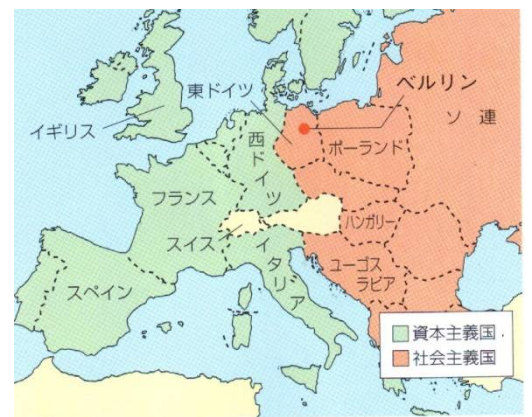 ベルリン
東ドイツ
ソ連
イギリス
西ドイツ
ポーランド
フランス
スイス
ハンガリー
イタリア
ユーゴス
ラビア
スペイン
資本主義国
社会主義国